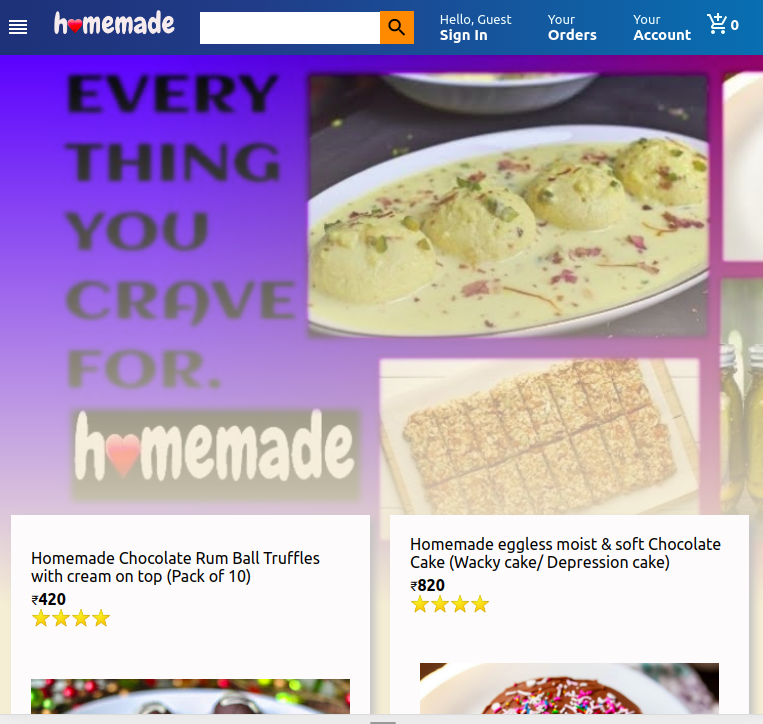 homemade
Hello, Guest
Sign In
Your
Orders
Your
Account
0
EVERY
THING
YOU
CRAVE
FOR.
homemade
Homemade Chocolate Rum Ball Truffles
with cream on top (Pack of 10)
₹420
Homemade eggless moist & soft Chocolate
Cake (Wacky cake/ Depression cake)
₹820